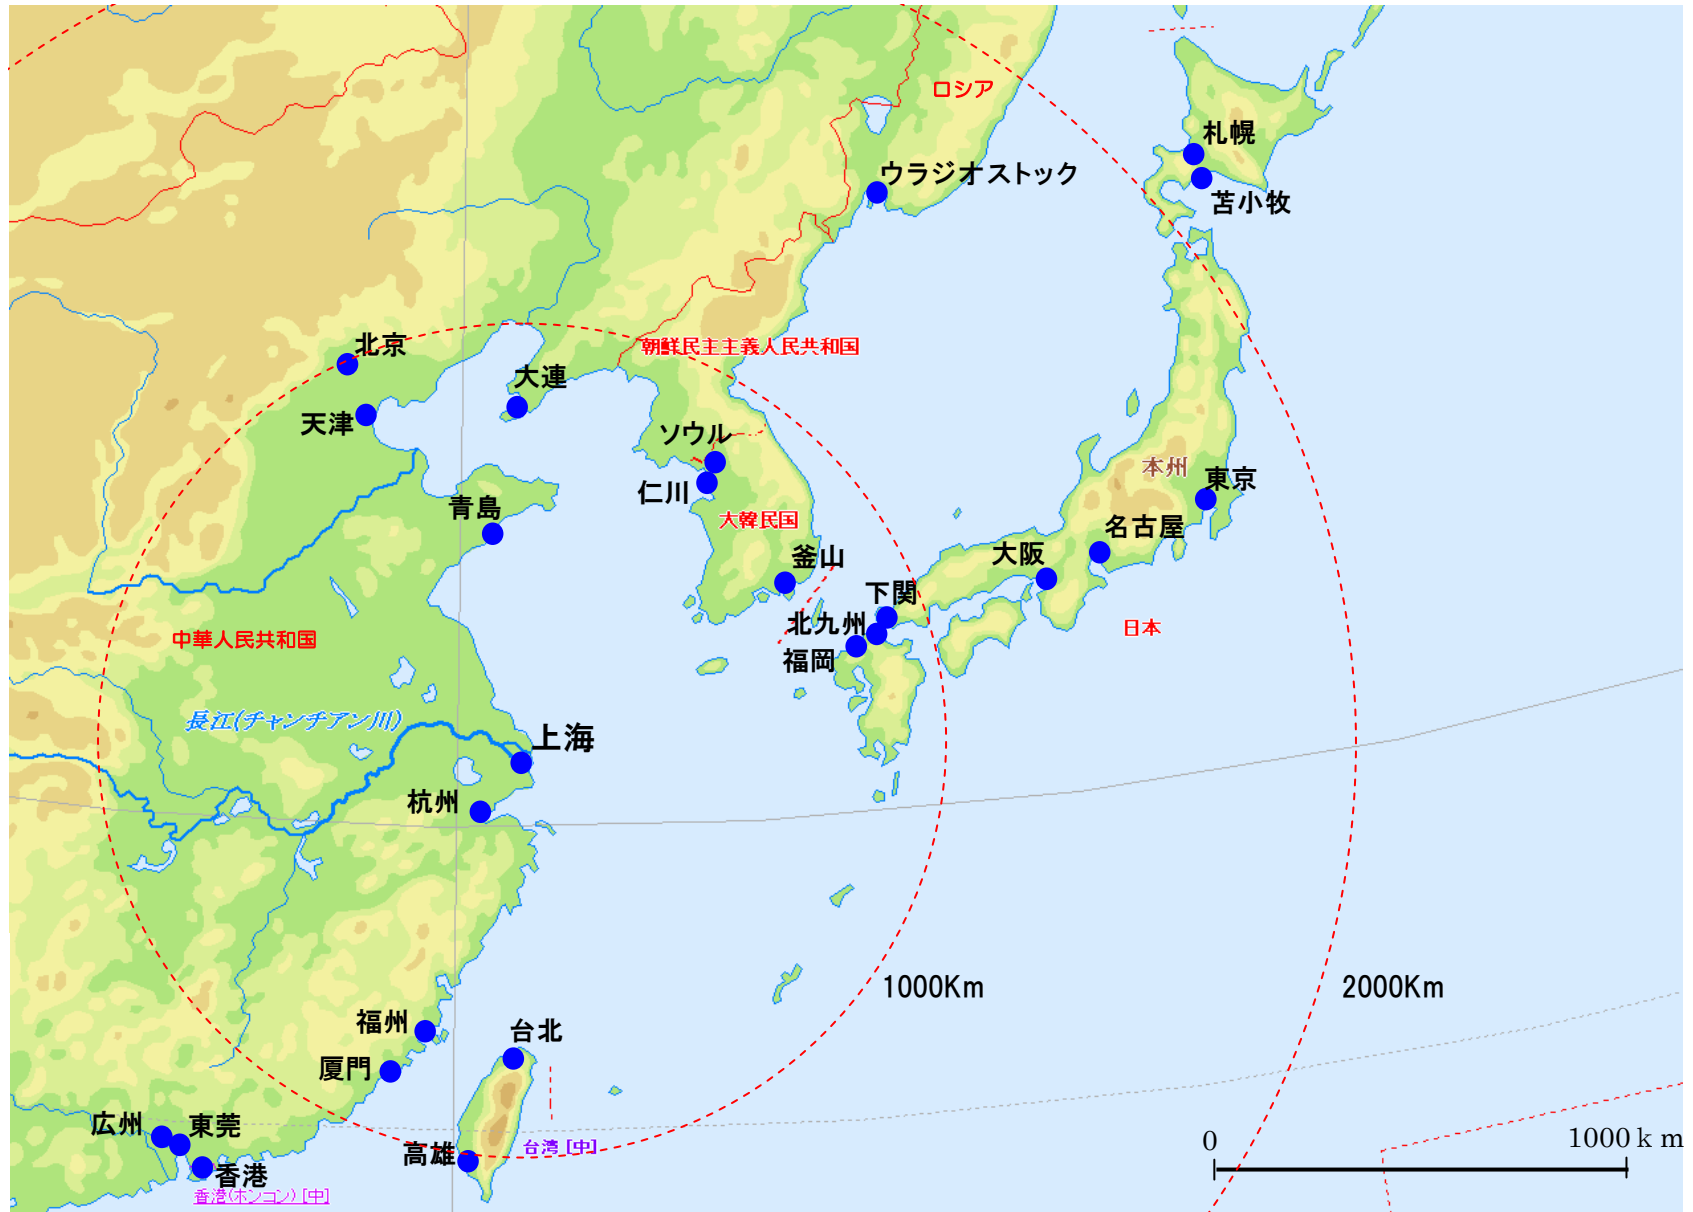 ロシア
札幌
ウラジオストック
苫小牧
北京
朝鮮民主主義人民共和国
大連
天津
ソウル
本州
東京
仁川
青島
大韓民国
名古屋
大阪
釜山
下関
北九州
日本
中華人民共和国
福岡
長江(チャンチアン川)
上海
杭州
1000Km
2000Km
福州
台北
厦門
広州
東莞
0
1000 k m
台湾 [中]
高雄
香港
香港(ホンコン) [中]